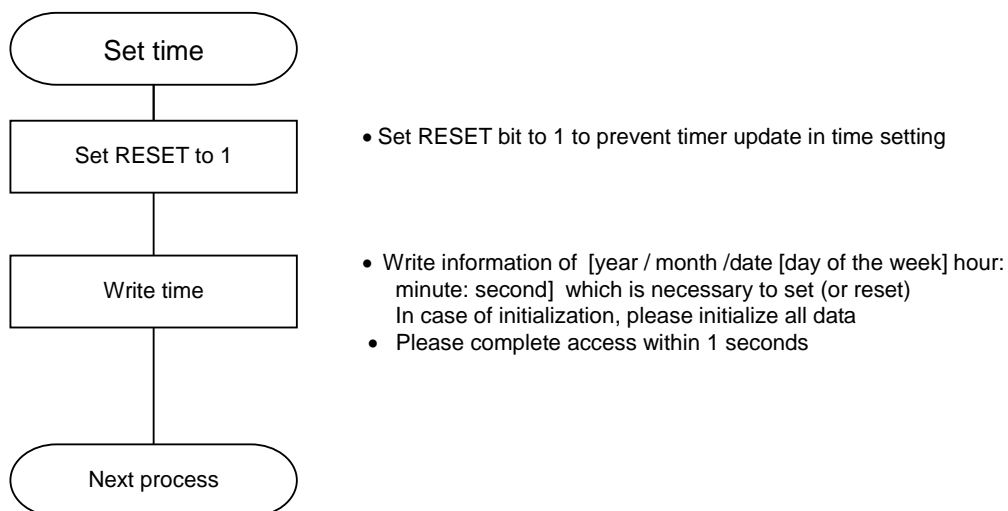 Set time
Set RESET to 1
• Set RESET bit to 1 to prevent timer update in time setting
Write time
• Write information of [year / month /date [day of the week] hour:
minute: second] which is necessary to set (or reset)
In case of initialization, please initialize all data
• Please complete access within 1 seconds
Next process